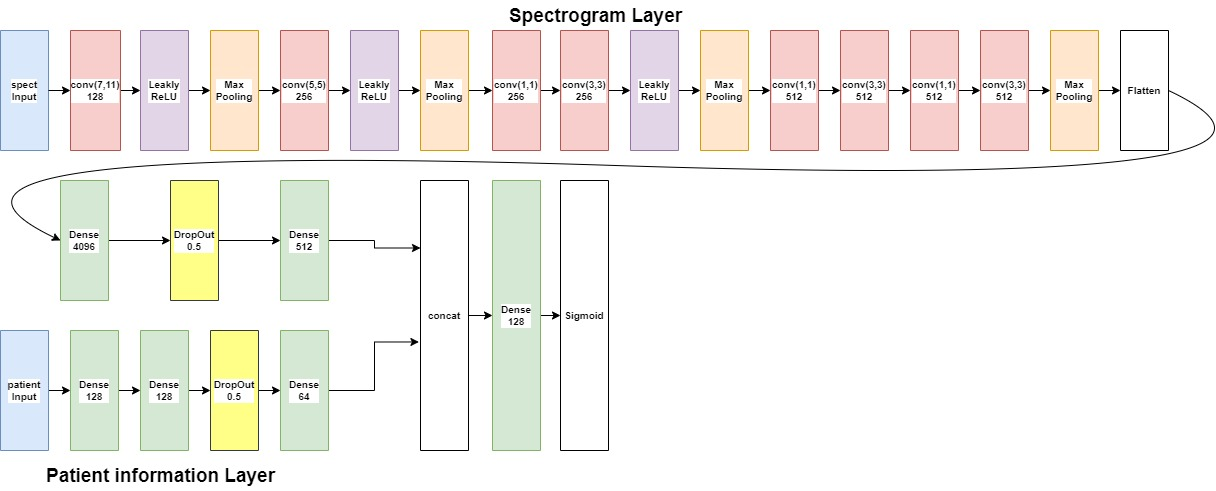 Spectrogram Layer
spect
Input
conv(7,11)
128
Leakly
ReLU
Max
Pooling
conv(5,5)
256
Leakly
ReLU
Max
Pooling
conv(1,1)
256
conv(3,3)
256
Leakly
ReLU
Max
Pooling
conv(1,1)
512
conv(3,3)
512
conv(1,1)
512
conv(3,3)
512
Max
Pooling
Flatten
Dense
4096
DropOut
0.5
Dense
512
concat
Dense
128
Sigmoid
patient
Input
Dense
128
Dense
128
DropOut
0.5
Dense
64
Patient information Layer